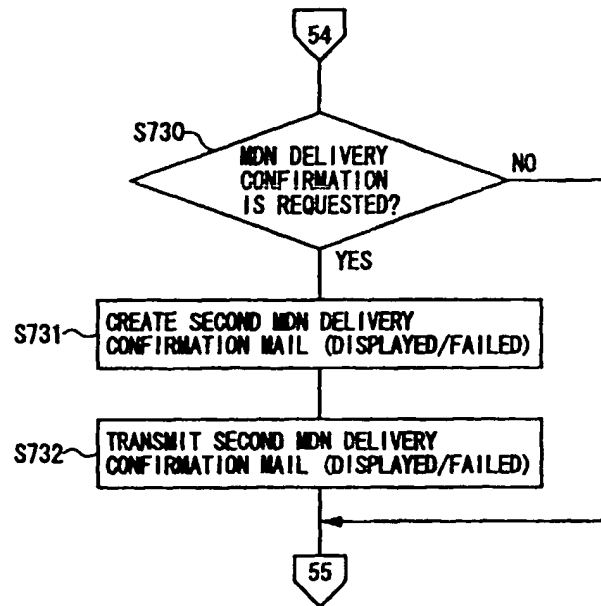 54
S730
MDN DELIVERY
CONFIRMATION
IS REQUESTED?
NO
YES
S731
CREATE SECOND MDN DELIVERY
CONFIRMATION MAIL (DISPLAYED/FAILED)
S732
TRANSMIT SECOND MDN DELIVERY
CONFIRMATION MAIL (DISPLAYED/FAILED)
55